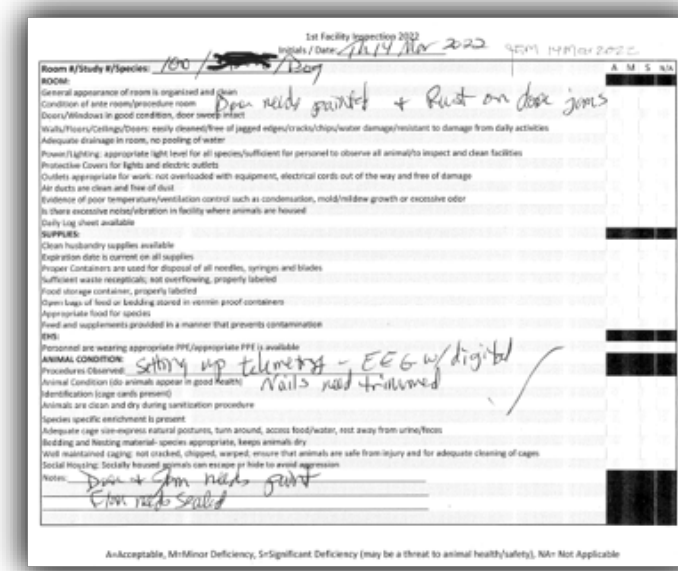 1st Facility Inspection 2022
Initials / Date: 14 Mar 2022 14Mar2022
Room #/Study #/Species: 100 / / Dog A M S N/A
ROOM:
General appearance of room is organized and clean
Condition of ante room/procedure room Door needs painted + Rust on door jams
Doors/Windows in good condition, door sweep intact
Walls/Floors/Ceilings/Doors: easily cleaned/free of jagged edges/cracks/chips/water damage/resistant to damage from daily activities
Adequate drainage in room, no pooling of water
Power/Lighting: appropriate light level for all species/sufficient for personel to observe all animal/to inspect and clean facilities
Protective Covers for lights and electric outlets
Outlets appropriate for work: not overloaded with equipment, electrical cords out of the way and free of damage
Air ducts are clean and free of dust
Evidence of poor temperature/ventilation control such as condensation, mold/mildew growth or excessive odor
Is there excessive noise/vibration in facility where animals are housed
Daily Log sheet available
SUPPLIES:
Clean husbandry supplies available
Expiration date is current on all supplies
Proper Containers are used for disposal of all needles, syringes and blades
Sufficient waste recepticals; not overflowing, properly labeled
Food storage container, properly labeled
Open bags of feed or bedding stored in vermin proof containers
Appropriate food for species
Feed and supplements provided in a manner that prevents contamination
EHS:
Personnel are wearing appropriate PPE/appropriate PPE is available
ANIMAL CONDITION:
Procedures Observed: Setting up telemetry - EEG w/ digital
Animal Condition (do animals appear in good health) Nails need trimmed
Identification (cage cards present)
Animals are clean and dry during sanitization procedure
Species specific enrichment is present
Adequate cage size-express natural postures, turn around, access food/water, rest away from urine/feces
Bedding and Nesting material- species appropriate, keeps animals dry
Well maintained caging; not cracked, chipped, warped; ensure that animals are safe from injury and for adequate cleaning of cages
Social Housing: Socially housed animals can escape or hide to avoid aggression
Notes: Door + Jam needs paint
Floor needs sealed
A=Acceptable, M=Minor Deficiency, S=Significant Deficiency (may be a threat to animal health/safety), NA= Not Applicable